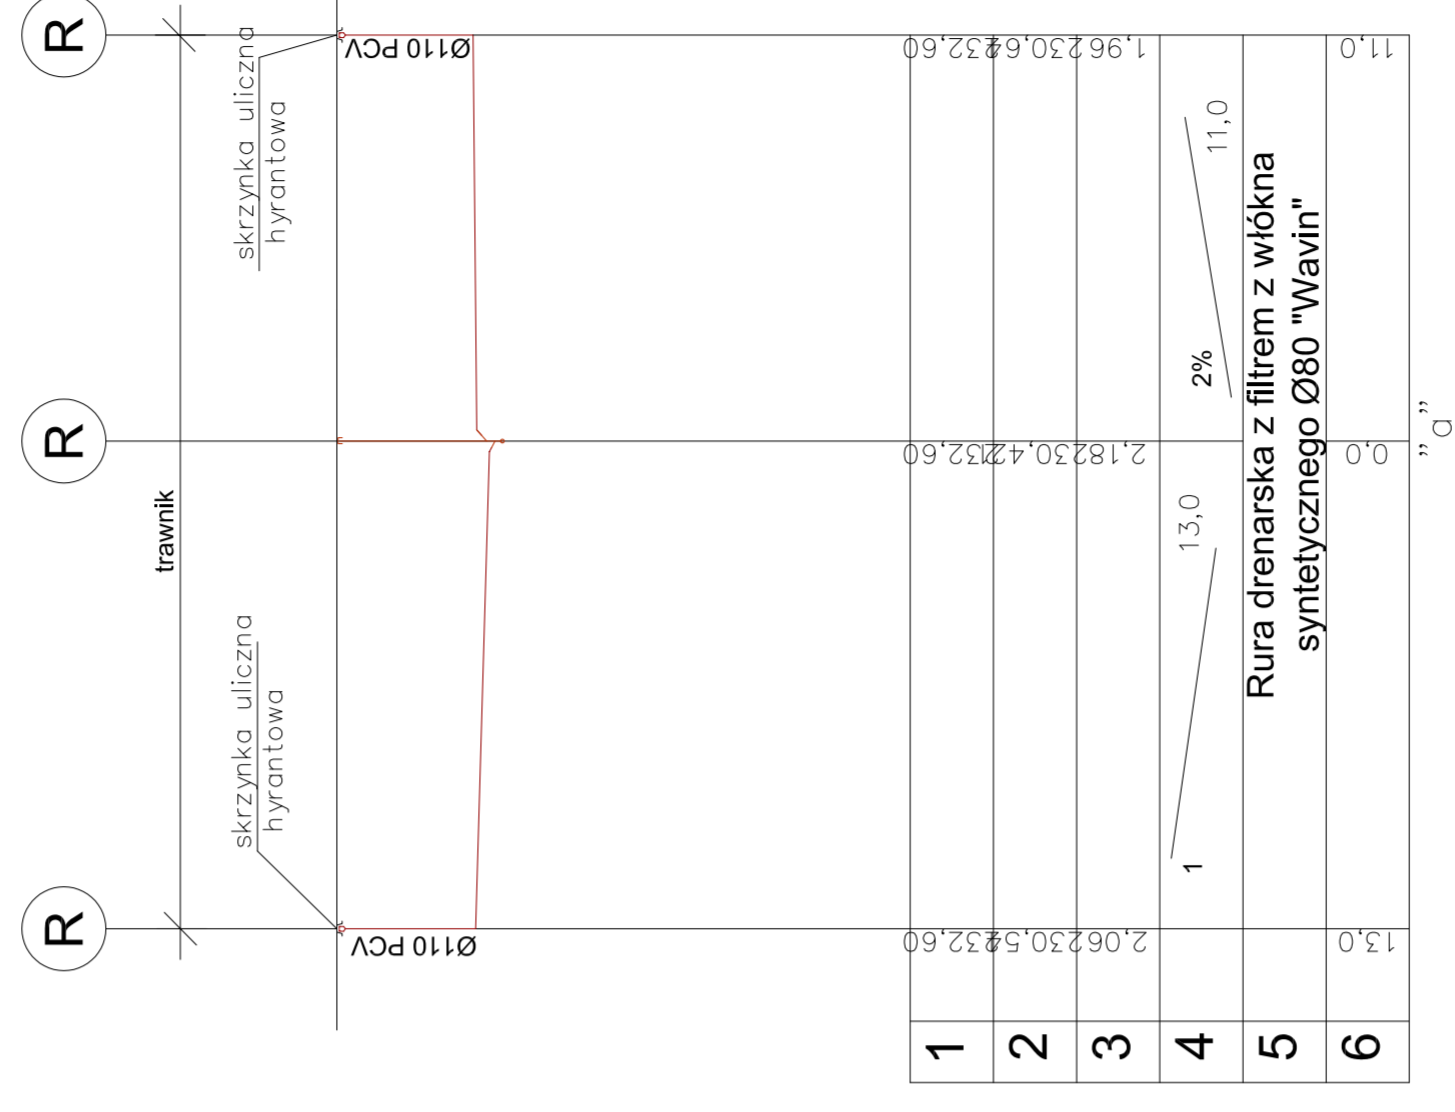 R
R
R
trawnik
skrzynka uliczna
hyrantowa
skrzynka uliczna
hyrantowa
Ø110 PCV
Ø110 PCV
1
232,60
232,60
232,60
2
230,54
230,42
230,64
3
2,06
2,18
1,96
4
1
13,0
2%
11,0
5
Rura drenarska z filtrem z włókna
syntetycznego Ø80 "Wavin"
6
13,0
0,0
11,0
"d"